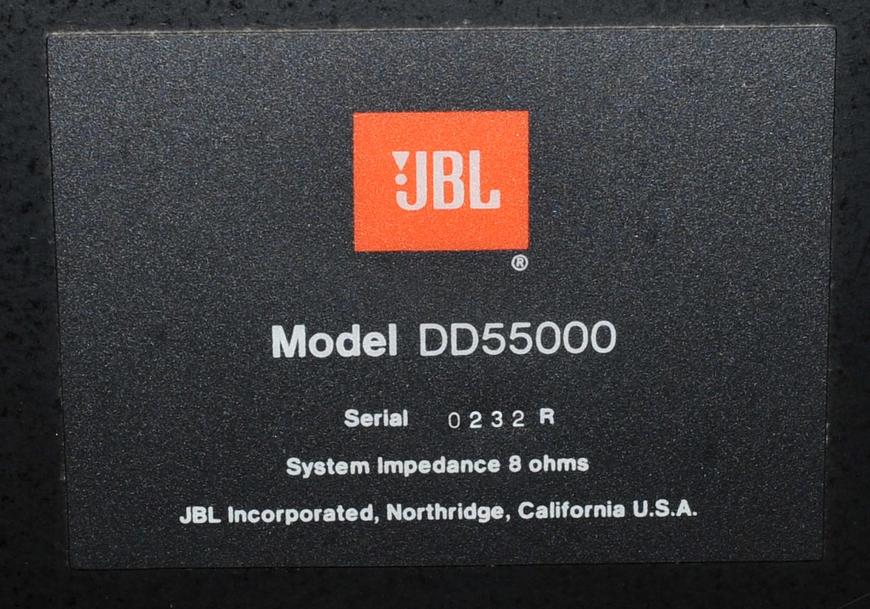 JBL
®
Model DD55000
Serial 0232 R
System Impedance 8 ohms
JBL Incorporated, Northridge, California U.S.A.